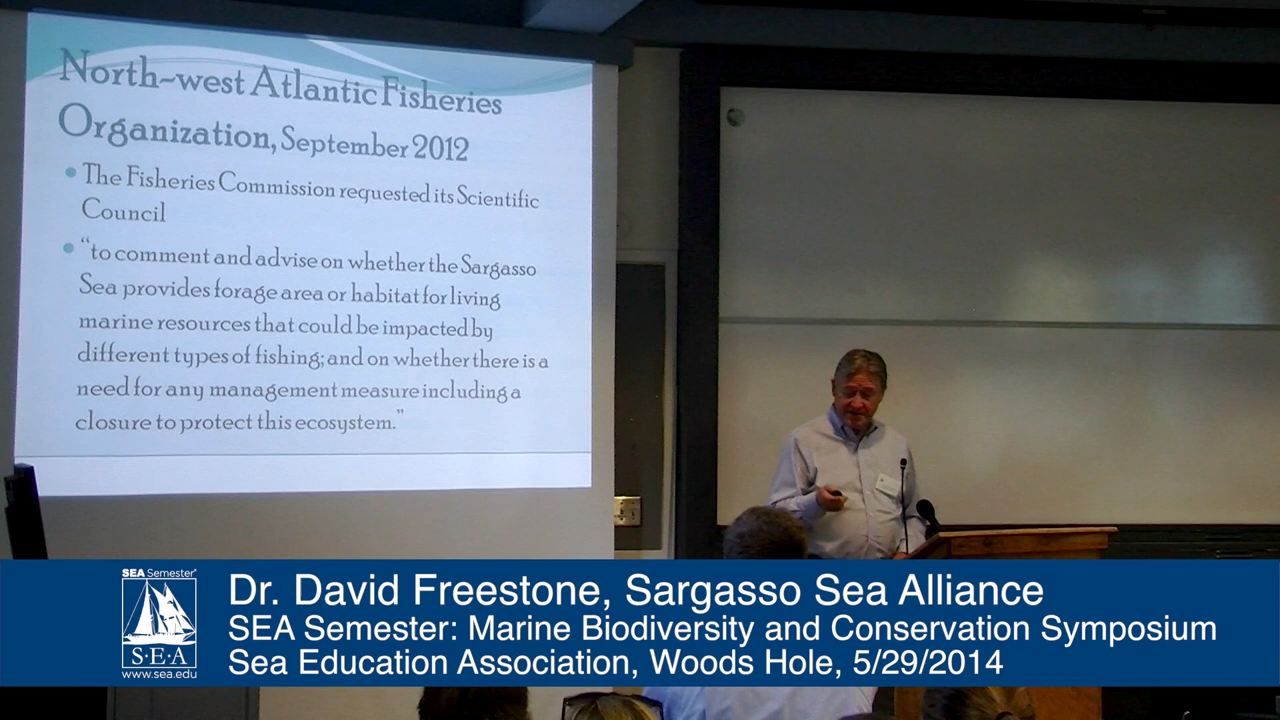 North-west Atlantic Fisheries
Organization, September 2012
• The Fisheries Commission requested its Scientific
Council
• “to comment and advise on whether the Sargasso
Sea provides forage area or habitat for living
marine resources that could be impacted by
different types of fishing; and on whether there is a
need for any management measure including a
closure to protect this ecosystem.”
SEA Semester®
S·E·A
www.sea.edu
Dr. David Freestone, Sargasso Sea Alliance
SEA Semester: Marine Biodiversity and Conservation Symposium
Sea Education Association, Woods Hole, 5/29/2014